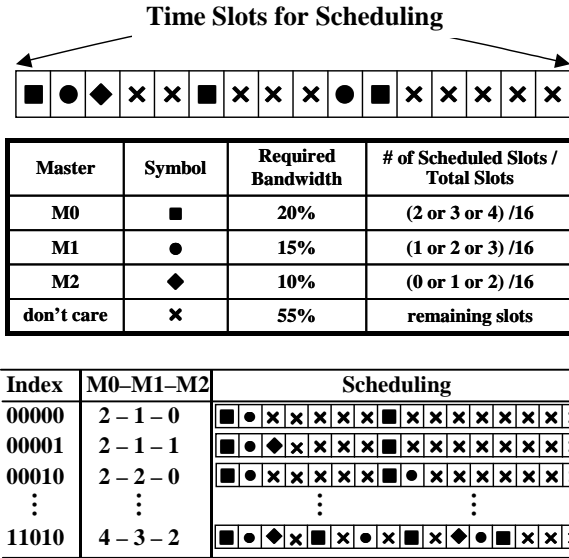 Time Slots for Scheduling
■ ● ◆ × × ■ × × × ● ■ × × × × ×
Master Symbol Required Bandwidth # of Scheduled Slots / Total Slots
M0 ■ 20% (2 or 3 or 4) /16
M1 ● 15% (1 or 2 or 3) /16
M2 ◆ 10% (0 or 1 or 2) /16
don't care × 55% remaining slots
Index M0–M1–M2 Scheduling
00000 2 – 1 – 0 ■ ● × × × × × × ■ × × × × × ×
00001 2 – 1 – 1 ■ ● ◆ × × × × × ■ × × × × × ×
00010 2 – 2 – 0 ■ ● × × × × × × ■ ● × × × × ×
⋮ ⋮ ⋮ ⋮
11010 4 – 3 – 2 ■ ● ◆ × ■ × ● × ■ × ◆ ● ■ × ×